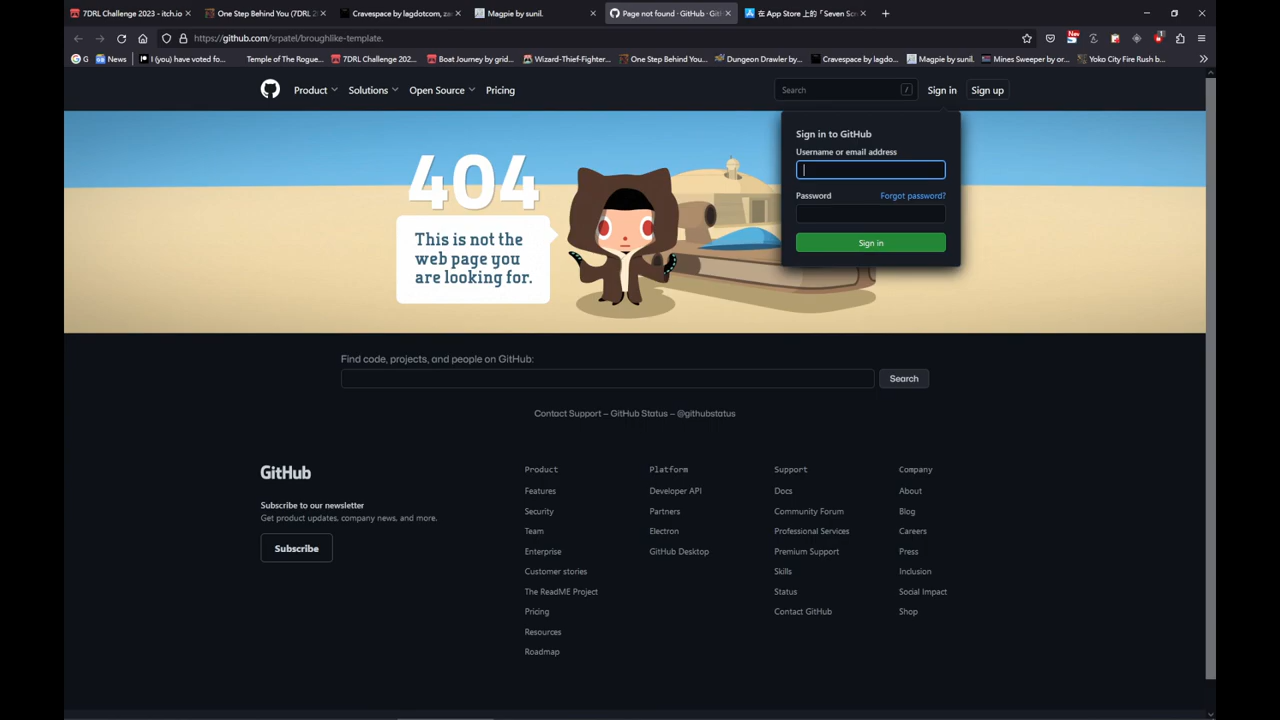 7DRL Challenge 2023 - itch.io
One Step Behind You (7DRL 2
Cravespace by lagdotcom, za
Magpie by sunil.
Page not found · GitHub · Git
在 App Store 上的「Seven Sc
https://github.com/srpatel/broughlike-template.
G
News
I (you) have voted fo...
Temple of The Rogue...
7DRL Challenge 202...
Boat Journey by grid...
Wizard-Thief-Fighter...
One Step Behind You...
Dungeon Drawler by...
Cravespace by lagdo...
Magpie by sunil.
Mines Sweeper by or...
Yoko City Fire Rush b...
New
Product
Solutions
Open Source
Pricing
Search
/
Sign in
Sign up
404
This is not the
web page you
are looking for.
Sign in to GitHub
Username or email address
Password
Forgot password?
Sign in
Find code, projects, and people on GitHub:
Search
Contact Support — GitHub Status — @githubstatus
GitHub
Subscribe to our newsletter
Get product updates, company news, and more.
Subscribe
Product
Features
Security
Team
Enterprise
Customer stories
The ReadME Project
Pricing
Resources
Roadmap
Platform
Developer API
Partners
Electron
GitHub Desktop
Support
Docs
Community Forum
Professional Services
Premium Support
Skills
Status
Contact GitHub
Company
About
Blog
Careers
Press
Inclusion
Social Impact
Shop